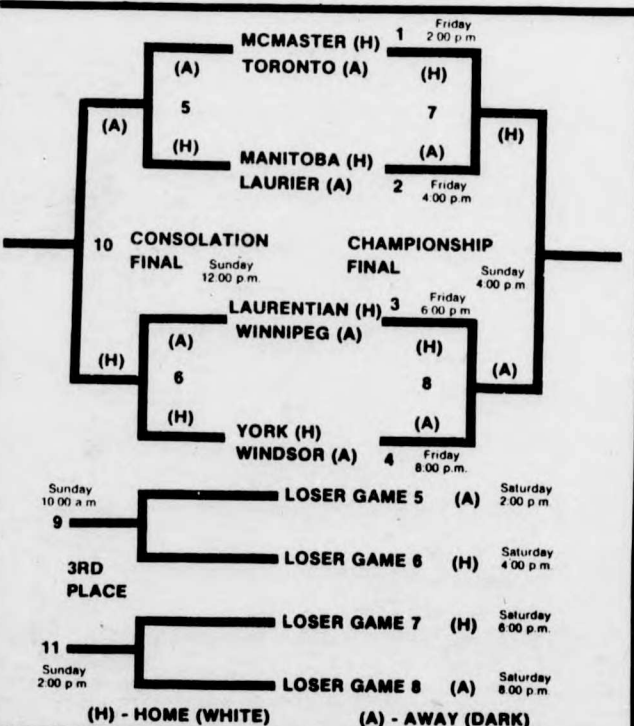 MCMASTER (H) 1 Friday 2:00 p m
(A) TORONTO (A) (H)
5 7
(A) (H)
(H) MANITOBA (H) (A)
LAURIER (A) 2 Friday 4:00 p.m.
10 CONSOLATION FINAL Sunday 12:00 p.m.
CHAMPIONSHIP FINAL Sunday 4:00 p.m.
LAURENTIAN (H) 3 Friday 6:00 p m
(A) WINNIPEG (A) (H)
(H) 6 8 (A)
(H) YORK (H) (A)
WINDSOR (A) 4 Friday 8:00 p.m.
Sunday 10 00 a m
LOSER GAME 5 (A) Saturday 2:00 p.m.
9
LOSER GAME 6 (H) Saturday 4:00 p m.
3RD
PLACE
LOSER GAME 7 (H) Saturday 6:00 p.m.
11
Sunday 2:00 p m
LOSER GAME 8 (A) Saturday 8.00 p.m.
(H) - HOME (WHITE) (A) - AWAY (DARK)